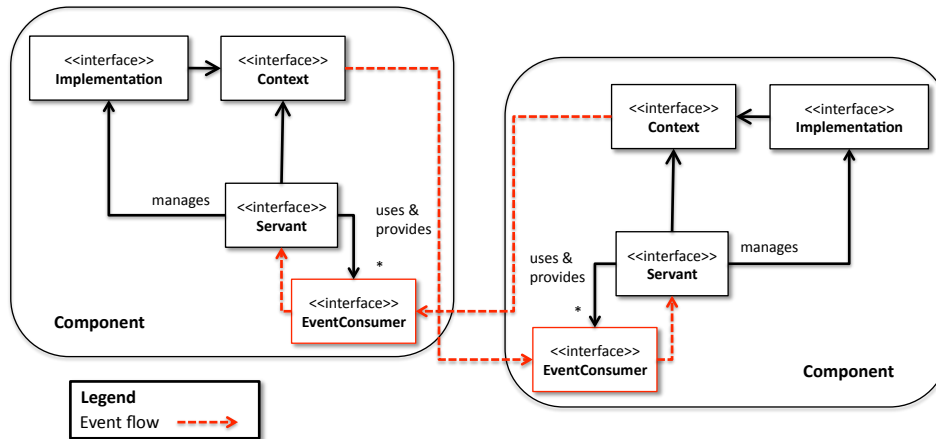 <<interface>>
Implementation
<<interface>>
Context
manages
<<interface>>
Servant
uses &
provides
*
<<interface>>
EventConsumer
Component
<<interface>>
Context
<<interface>>
Implementation
uses &
provides
*
<<interface>>
Servant
manages
<<interface>>
EventConsumer
Component
Legend
Event flow